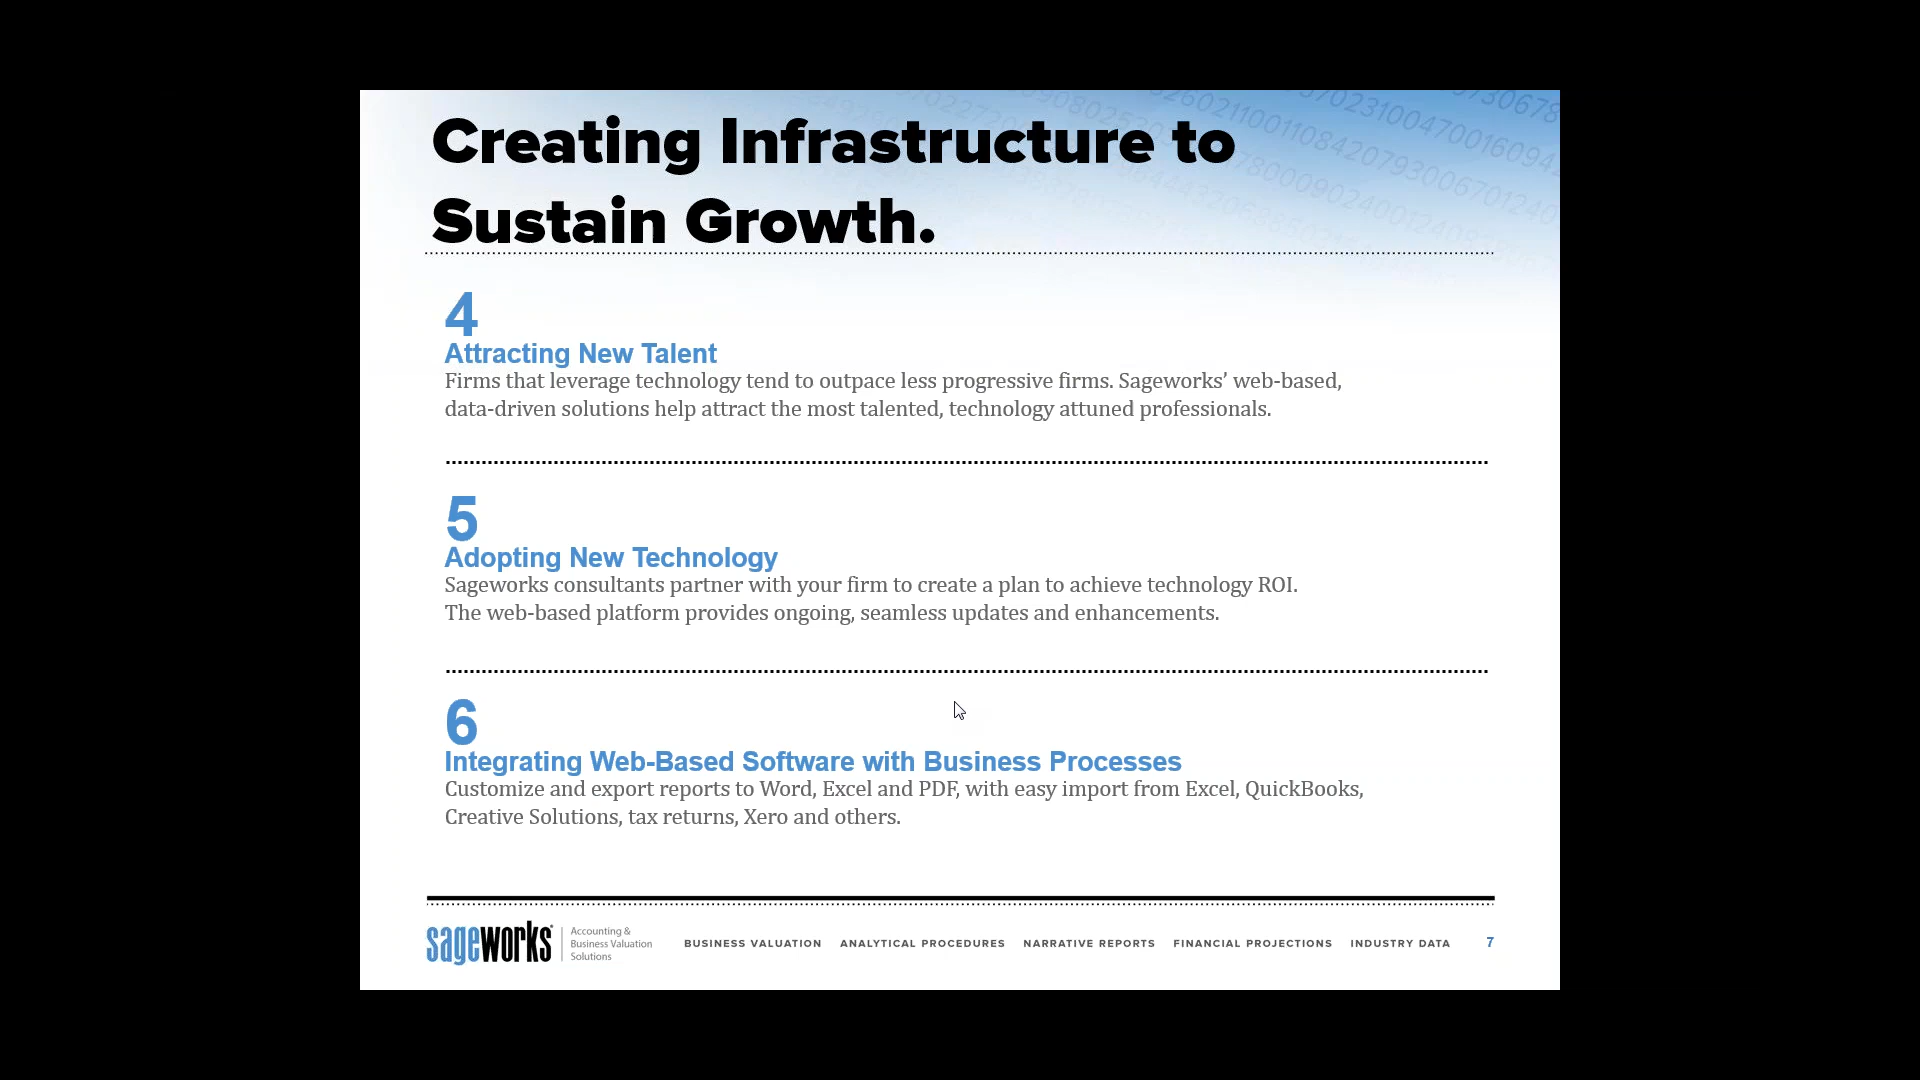 Creating Infrastructure to
Sustain Growth.
4
Attracting New Talent
Firms that leverage technology tend to outpace less progressive firms. Sageworks’ web-based,
data-driven solutions help attract the most talented, technology attuned professionals.
5
Adopting New Technology
Sageworks consultants partner with your firm to create a plan to achieve technology ROI.
The web-based platform provides ongoing, seamless updates and enhancements.
6
Integrating Web-Based Software with Business Processes
Customize and export reports to Word, Excel and PDF, with easy import from Excel, QuickBooks,
Creative Solutions, tax returns, Xero and others.
sageworks
Accounting &
Business Valuation
Solutions
BUSINESS VALUATION ANALYTICAL PROCEDURES NARRATIVE REPORTS FINANCIAL PROJECTIONS INDUSTRY DATA 7